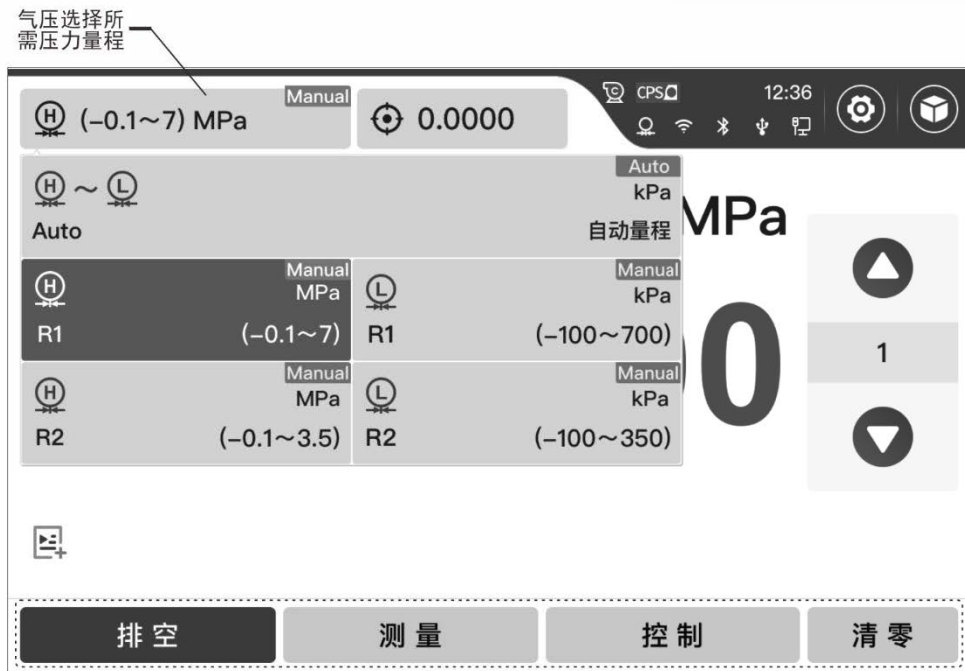 气压选择所
需压力量程
Manual
H (-0.1～7) MPa
0.0000
CPS
12:36
H ～ L
Auto
kPa
Auto
自动量程
MPa
H
Manual
MPa
R1
(-0.1～7)
L
Manual
kPa
R1
(-100～700)
H
Manual
MPa
R2
(-0.1～3.5)
L
Manual
kPa
R2
(-100～350)
0
1
排空
测量
控制
清零